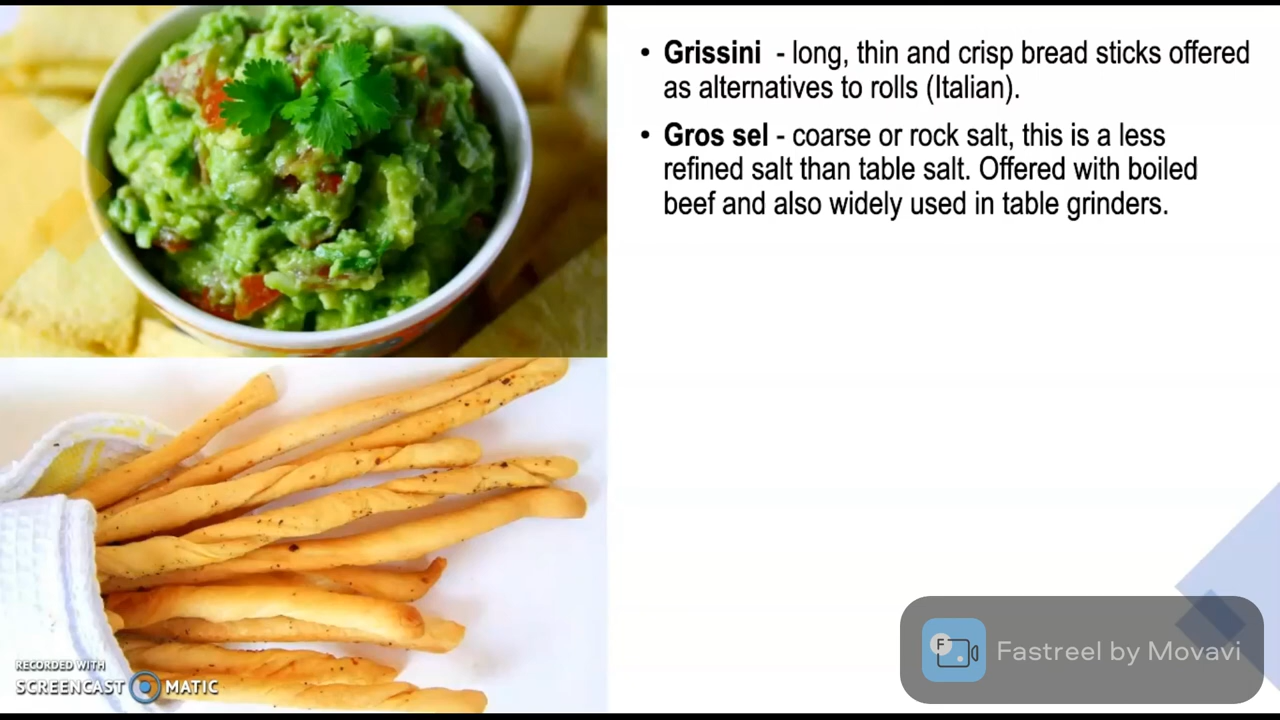 • Grissini - long, thin and crisp bread sticks offered
as alternatives to rolls (Italian).
• Gros sel - coarse or rock salt, this is a less
refined salt than table salt. Offered with boiled
beef and also widely used in table grinders.
RECORDED WITH
SCREENCAST MATIC
F
Fastreel by Movavi